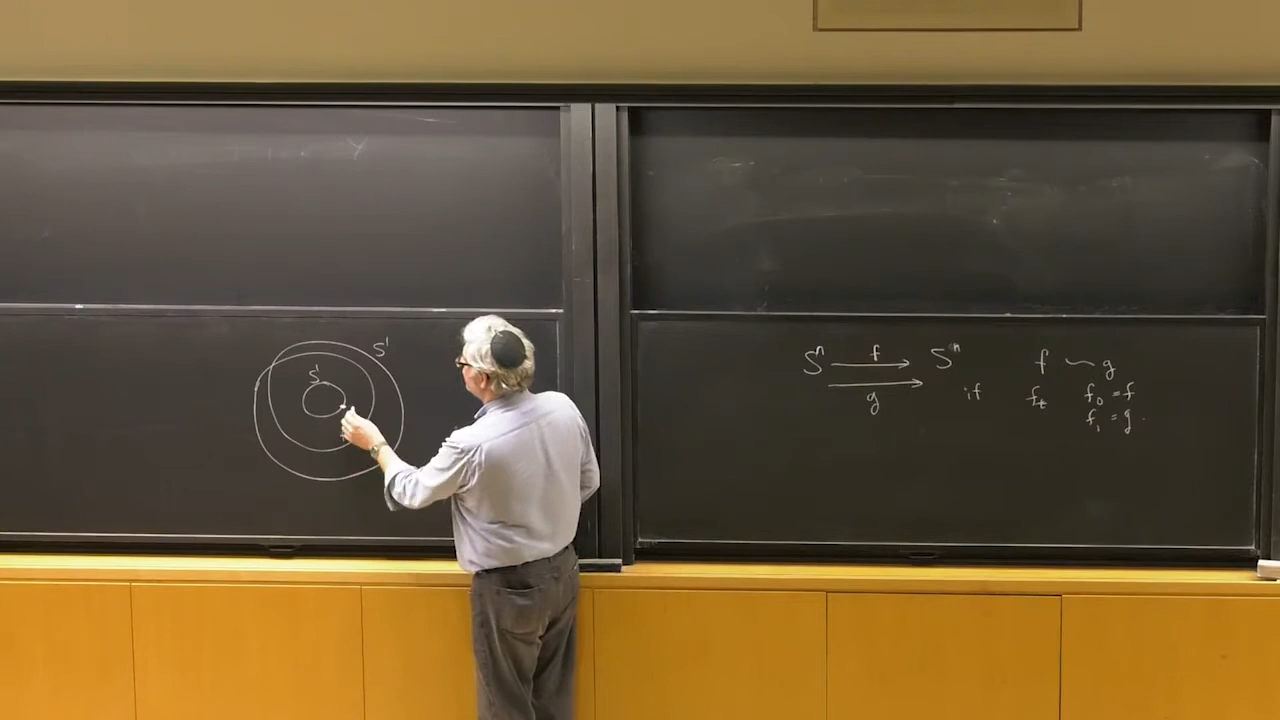 S¹
S¹
Sⁿ f⟶ Sⁿ f ~ g
g⟶ if fₜ f₀ = f
f₁ = g.